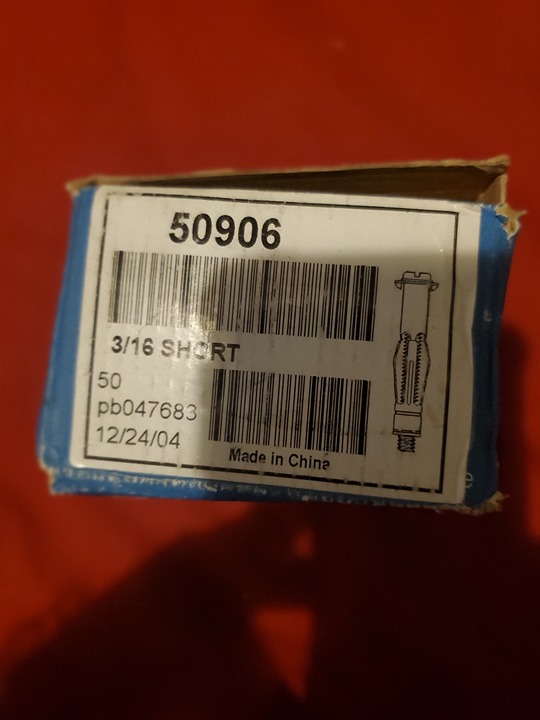 50906
3/16 SHORT
50
pb047683
12/24/04
Made in China
e